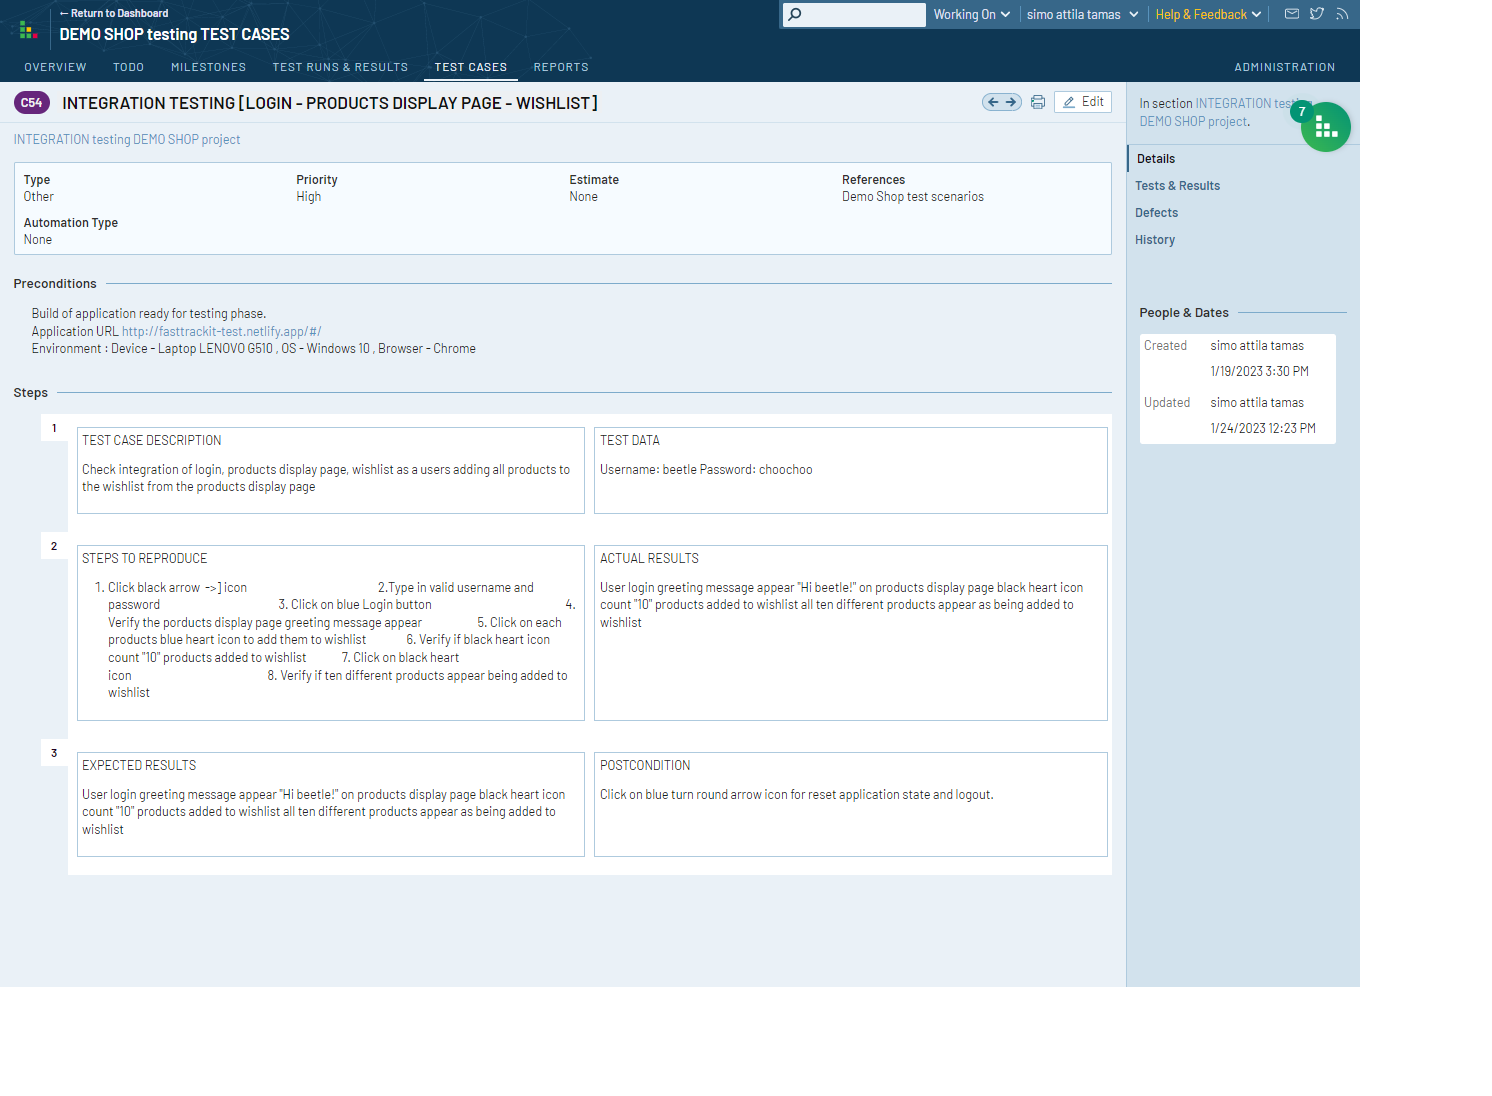 ← Return to Dashboard
DEMO SHOP testing TEST CASES
Working On
simo attila tamas
Help & Feedback
OVERVIEW TODO MILESTONES TEST RUNS & RESULTS TEST CASES REPORTS ADMINISTRATION
C54 INTEGRATION TESTING [LOGIN - PRODUCTS DISPLAY PAGE - WISHLIST]
Edit
INTEGRATION testing DEMO SHOP project
Type
Other
Priority
High
Estimate
None
References
Demo Shop test scenarios
Automation Type
None
Preconditions
Build of application ready for testing phase.
Application URL http://fasttrackit-test.netlify.app/#/
Environment : Device - Laptop LENOVO G510 , OS - Windows 10 , Browser - Chrome
Steps
1
TEST CASE DESCRIPTION
Check integration of login, products display page, wishlist as a users adding all products to
the wishlist from the products display page
TEST DATA
Username: beetle Password: choochoo
2
STEPS TO REPRODUCE
1. Click black arrow ->] icon 2.Type in valid username and
password 3. Click on blue Login button 4.
Verify the porducts display page greeting message appear 5. Click on each
products blue heart icon to add them to wishlist 6. Verify if black heart icon
count "10" products added to wishlist 7. Click on black heart
icon 8. Verify if ten different products appear being added to
wishlist
ACTUAL RESULTS
User login greeting message appear "Hi beetle!" on products display page black heart icon
count "10" products added to wishlist all ten different products appear as being added to
wishlist
3
EXPECTED RESULTS
User login greeting message appear "Hi beetle!" on products display page black heart icon
count "10" products added to wishlist all ten different products appear as being added to
wishlist
POSTCONDITION
Click on blue turn round arrow icon for reset application state and logout.
In section INTEGRATION testing
DEMO SHOP project.
7
Details
Tests & Results
Defects
History
People & Dates
Created simo attila tamas
1/19/2023 3:30 PM
Updated simo attila tamas
1/24/2023 12:23 PM